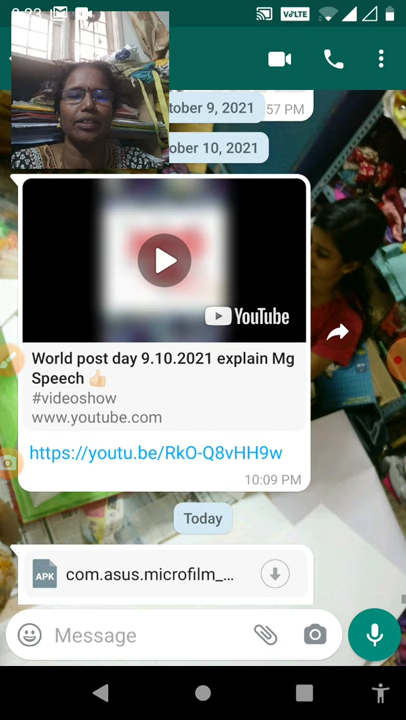 VoLTE
tober 9, 2021
57 PM
ober 10, 2021
YouTube
World post day 9.10.2021 explain Mg
Speech 👍🏻
#videoshow
www.youtube.com
https://youtu.be/RkO-Q8vHH9w
10:09 PM
Today
APK
com.asus.microfilm_...
Message